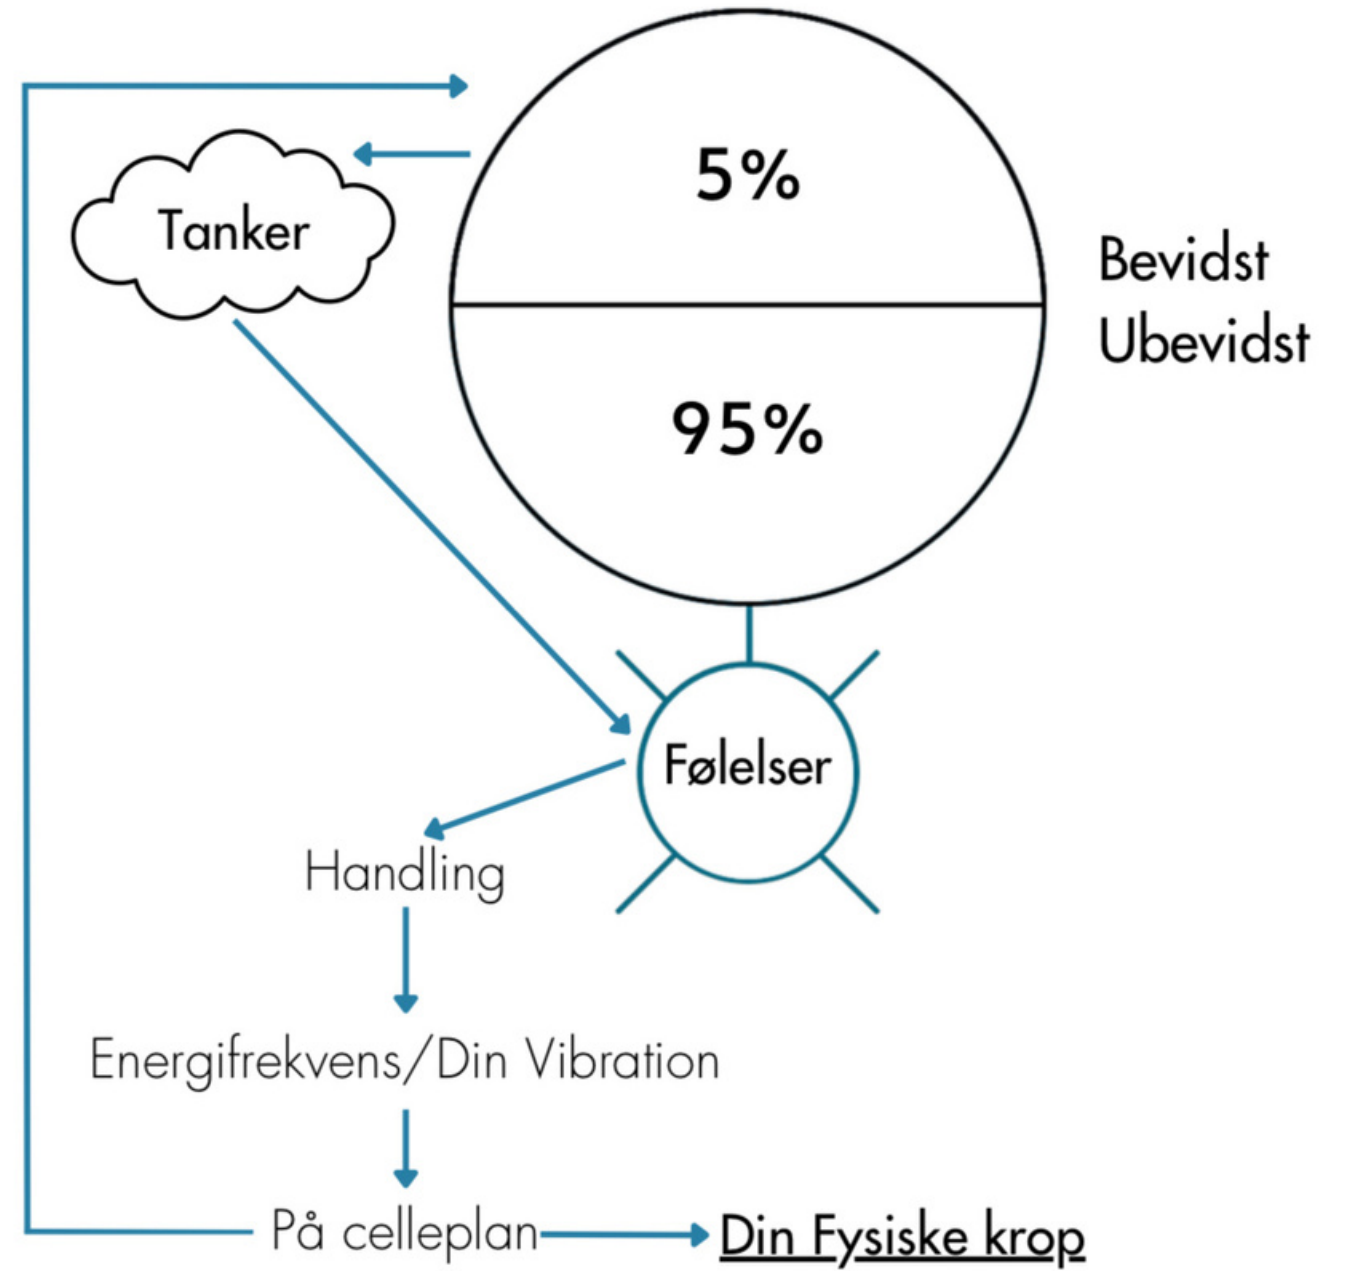 5%
Tanker
Bevidst
Ubevidst
95%
Følelser
Handling
Energifrekvens/Din Vibration
På celleplan
Din Fysiske krop